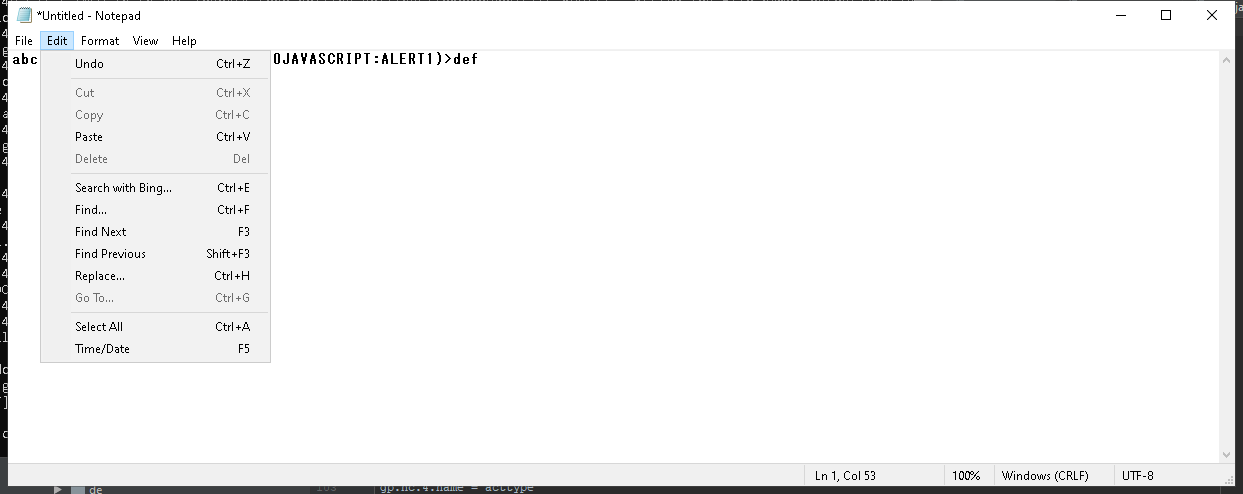 *Untitled - Notepad
File Edit Format View Help
abc OJAVASCRIPT:ALERT1)>def
Undo Ctrl+Z
Cut Ctrl+X
Copy Ctrl+C
Paste Ctrl+V
Delete Del
Search with Bing... Ctrl+E
Find... Ctrl+F
Find Next F3
Find Previous Shift+F3
Replace... Ctrl+H
Go To... Ctrl+G
Select All Ctrl+A
Time/Date F5
Ln 1, Col 53 100% Windows (CRLF) UTF-8
de